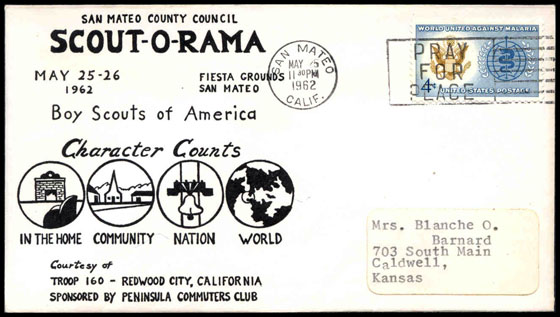 SAN MATEO COUNTY COUNCIL
SCOUT-O-RAMA
MAY 25-26
1962
FIESTA GROUNDS
SAN MATEO
Boy Scouts of America
Character Counts
IN THE HOME
COMMUNITY
NATION
WORLD
Courtesy of
TROOP 160 - REDWOOD CITY, CALIFORNIA
SPONSORED BY PENINSULA COMMUTERS CLUB
SAN MATEO
MAY 25
11 30 PM
1962
CALIF.
WORLD UNITED AGAINST MALARIA
PRAY
FOR
PEACE
4¢
UNITED STATES POSTAGE
Mrs. Blanche O.
Barnard
703 South Main
Caldwell,
Kansas